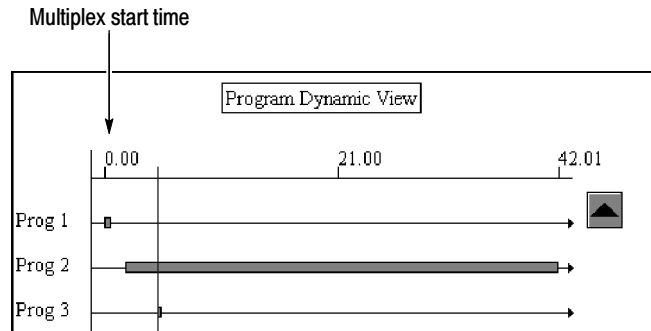 Multiplex start time
Program Dynamic View
0.00 21.00 42.01
Prog 1
Prog 2
Prog 3